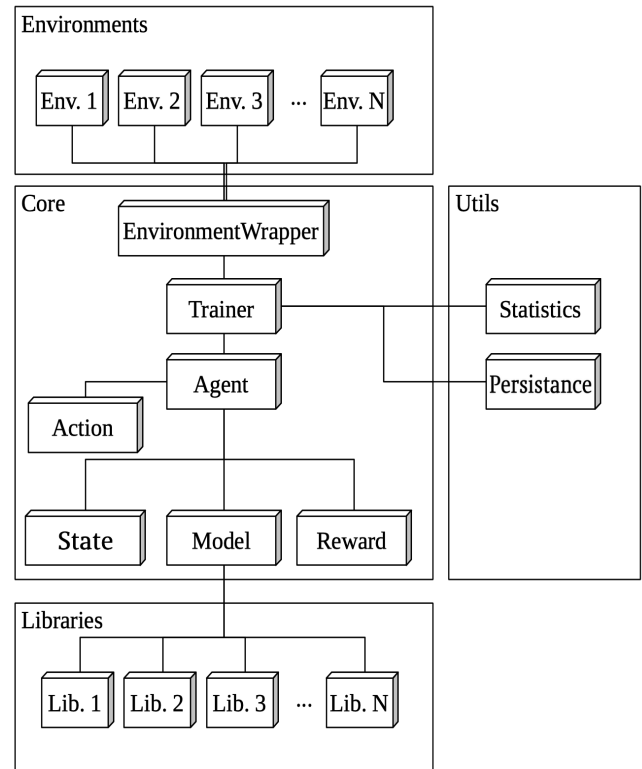 Environments
Env. 1
Env. 2
Env. 3
...
Env. N
Core
Utils
EnvironmentWrapper
Trainer
Statistics
Agent
Persistance
Action
State
Model
Reward
Libraries
Lib. 1
Lib. 2
Lib. 3
...
Lib. N